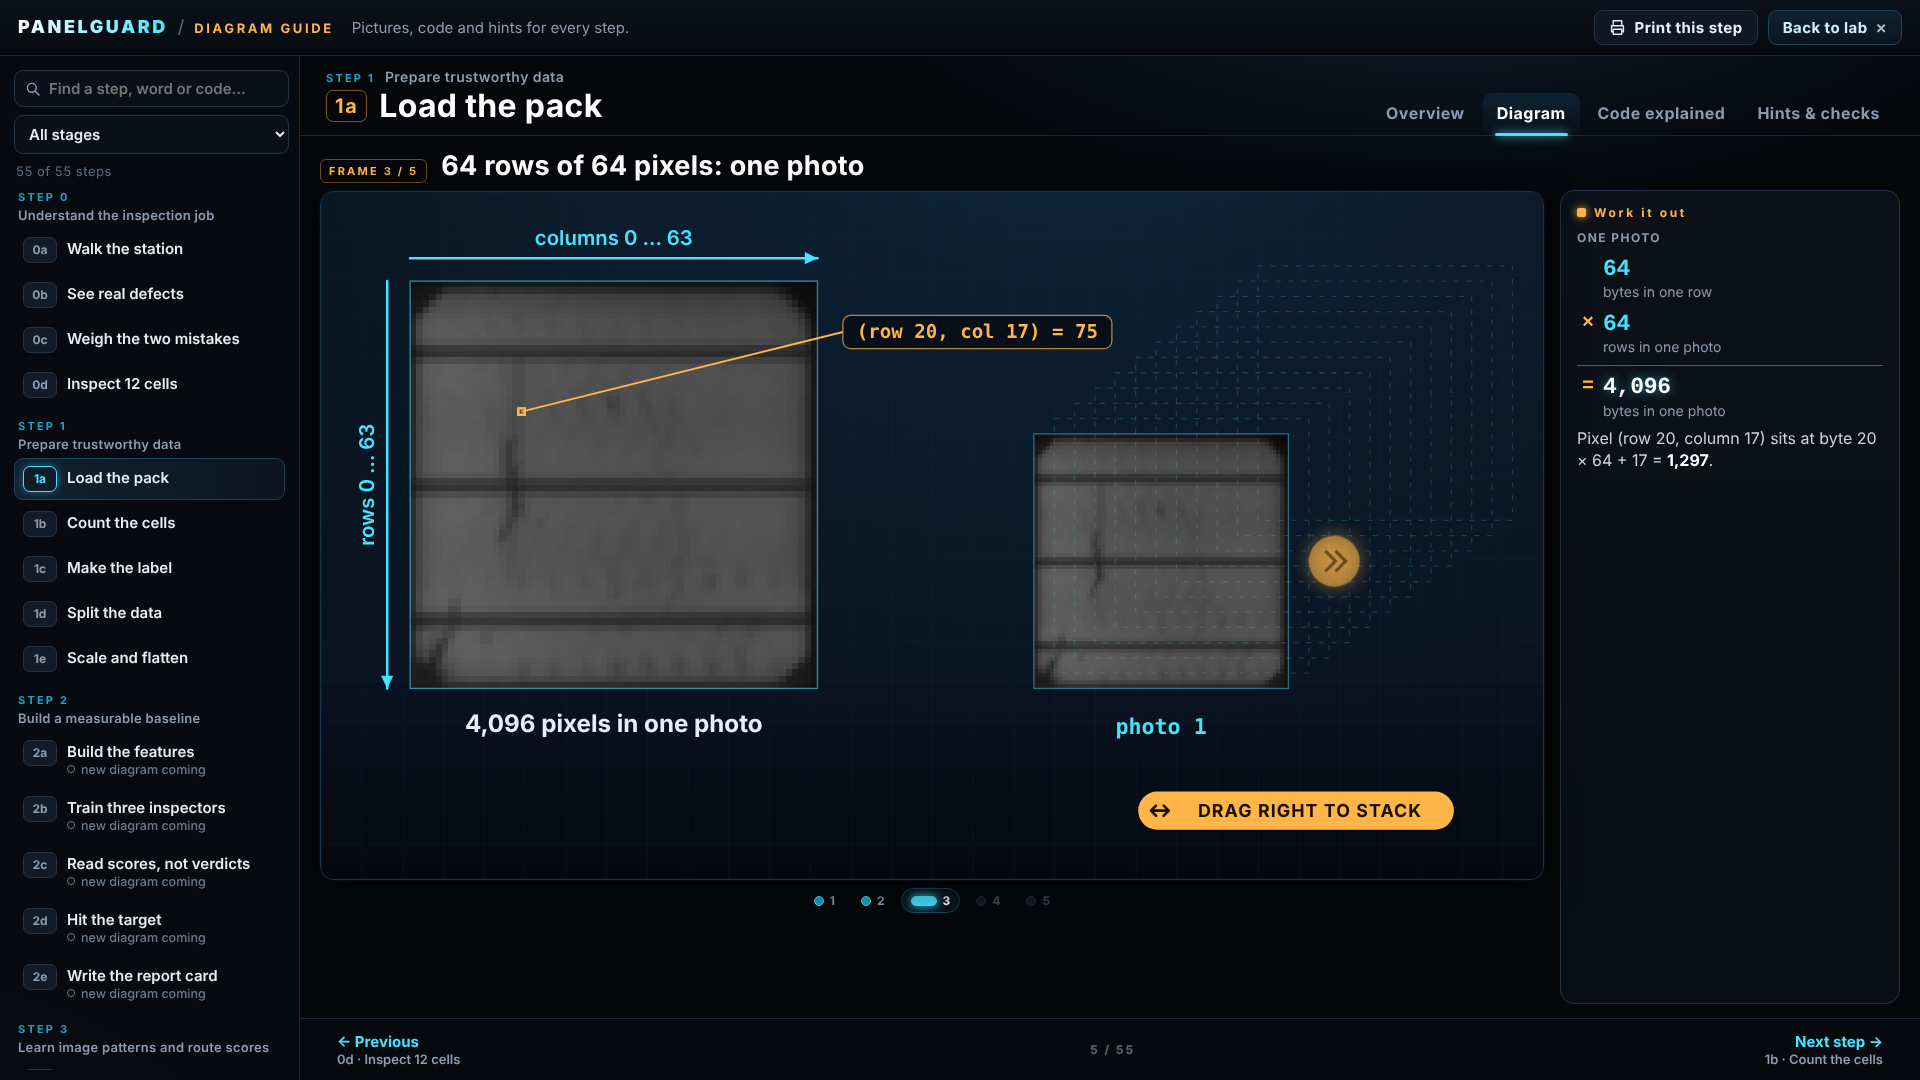 PANELGUARD / DIAGRAM GUIDE Pictures, code and hints for every step.
Print this step
Back to lab ×
Find a step, word or code...
All stages
55 of 55 steps
STEP 0
Understand the inspection job
0a Walk the station
0b See real defects
0c Weigh the two mistakes
0d Inspect 12 cells
STEP 1
Prepare trustworthy data
1a Load the pack
1b Count the cells
1c Make the label
1d Split the data
1e Scale and flatten
STEP 2
Build a measurable baseline
2a Build the features
new diagram coming
2b Train three inspectors
new diagram coming
2c Read scores, not verdicts
new diagram coming
2d Hit the target
new diagram coming
2e Write the report card
new diagram coming
STEP 3
Learn image patterns and route scores
STEP 1 Prepare trustworthy data
1a Load the pack
Overview
Diagram
Code explained
Hints & checks
FRAME 3 / 5 64 rows of 64 pixels: one photo
columns 0 ... 63
rows 0 ... 63
(row 20, col 17) = 75
4,096 pixels in one photo
photo 1
DRAG RIGHT TO STACK
1
2
3
4
5
Work it out
ONE PHOTO
64
bytes in one row
× 64
rows in one photo
= 4,096
bytes in one photo
Pixel (row 20, column 17) sits at byte 20
× 64 + 17 = 1,297.
← Previous
0d · Inspect 12 cells
5 / 55
Next step →
1b · Count the cells